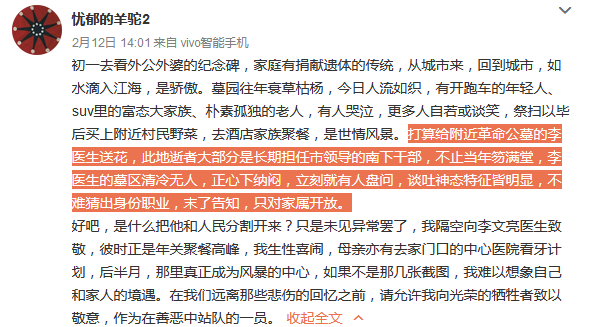 忧郁的羊驼2
2月12日 14:01 来自 vivo智能手机
初一去看外公外婆的纪念碑，家庭有捐献遗体的传统，从城市来，回到城市，如
水滴入江海，是骄傲。墓园往年衰草枯杨，今日人流如织，有开跑车的年轻人、
suv里的富态大家族、朴素孤独的老人，有人哭泣，更多人自若或谈笑，祭扫以毕
后买上附近村民野菜，去酒店家族聚餐，是世情风景。打算给附近革命公墓的李
医生送花，此地逝者大部分是长期担任市领导的南下干部，不止当年笏满堂，李
医生的墓区清冷无人，正心下纳闷，立刻就有人盘问，谈吐神态特征皆明显，不
难猜出身份职业，末了告知，只对家属开放。
好吧，是什么把他和人民分割开来？只是未见异常罢了，我隔空向李文亮医生致
敬，彼时正是年关聚餐高峰，我生性喜闹，母亲亦有去家门口的中心医院看牙计
划，后半月，那里真正成为风暴的中心，如果不是那几张截图，我难以想象自己
和家人的境遇。在我们远离那些悲伤的回忆之前，请允许我向光荣的牺牲者致以
敬意，作为在善恶中站队的一员。 收起全文